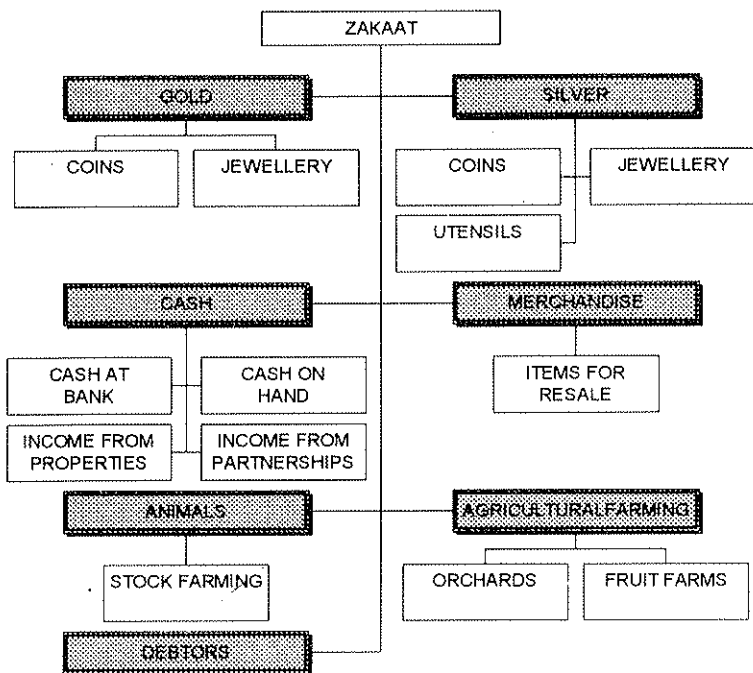 ZAKAAT
GOLD
SILVER
COINS
JEWELLERY
COINS
JEWELLERY
UTENSILS
CASH
MERCHANDISE
CASH AT
BANK
CASH ON
HAND
ITEMS FOR
RESALE
INCOME FROM
PROPERTIES
INCOME FROM
PARTNERSHIPS
ANIMALS
AGRICULTURALFARMING
STOCK FARMING
ORCHARDS
FRUIT FARMS
DEBTORS